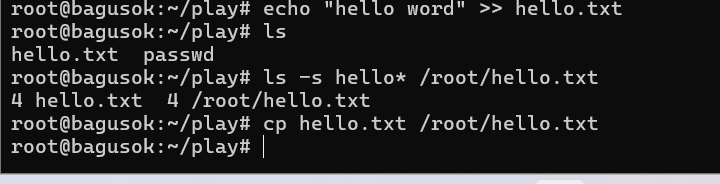 root@bagusok:~/play# echo "hello word" >> hello.txt
root@bagusok:~/play# ls
hello.txt  passwd
root@bagusok:~/play# ls -s hello* /root/hello.txt
4 hello.txt  4 /root/hello.txt
root@bagusok:~/play# cp hello.txt /root/hello.txt
root@bagusok:~/play#